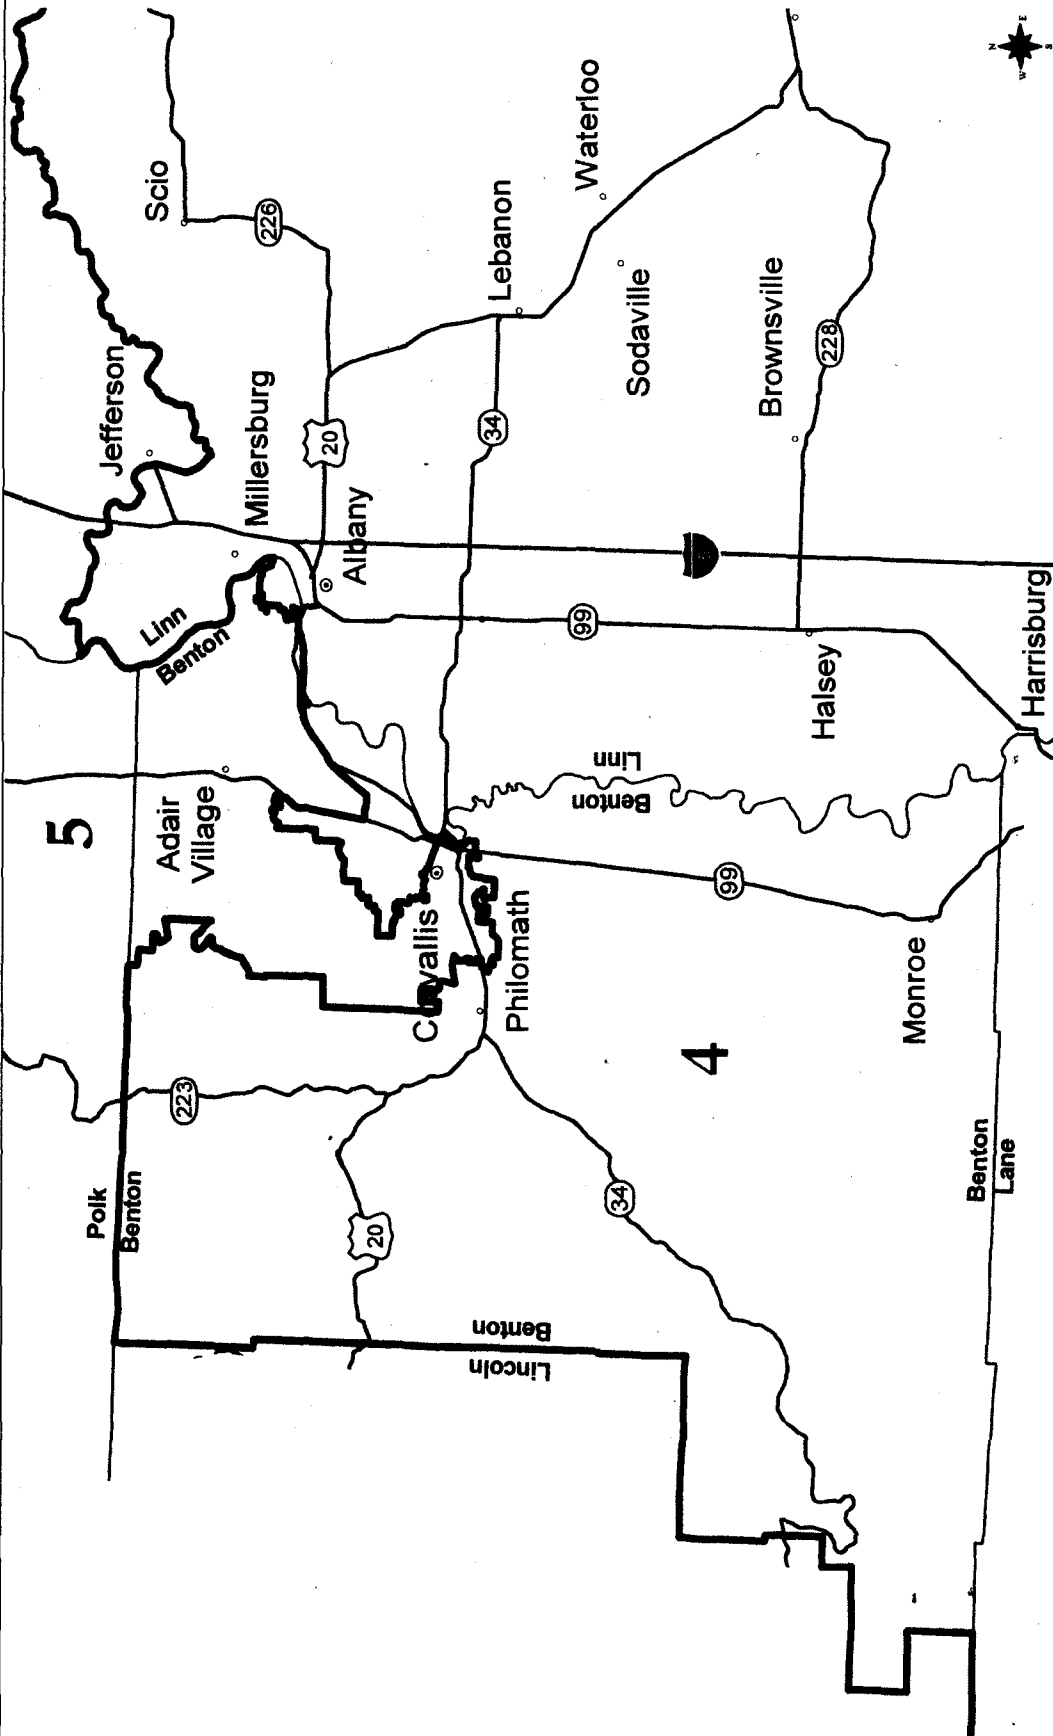 5
4
Scio
226
Jefferson
Millersburg
20
Albany
Lebanon
34
Waterloo
Sodaville
Brownsville
228
99
Halsey
Harrisburg
Linn
Benton
Linn
Benton
Adair
Village
Corvallis
Philomath
99
Monroe
223
Polk
Benton
20
34
Lincoln
Benton
Benton
Lane
N
E
S
W